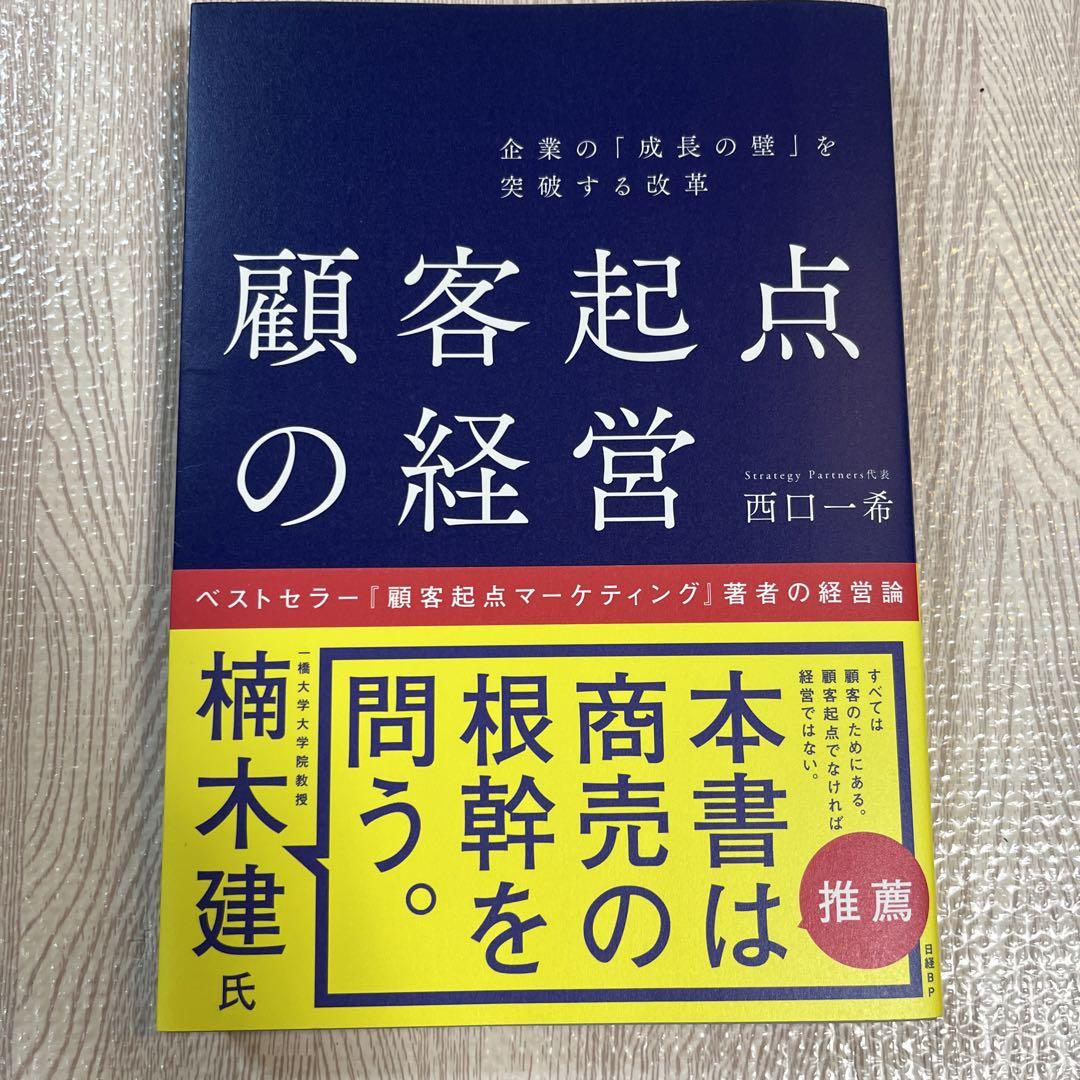 企業の「成長の壁」を
突破する改革
顧客起点
の経営
Strategy Partners代表
西口一希
ベストセラー『顧客起点マーケティング』著者の経営論
すべては
顧客のためにある。
顧客起点でなければ
経営ではない。
本書は
商売の
根幹を
問う。
一橋大学大学院教授
楠木建氏
推薦
日経BP